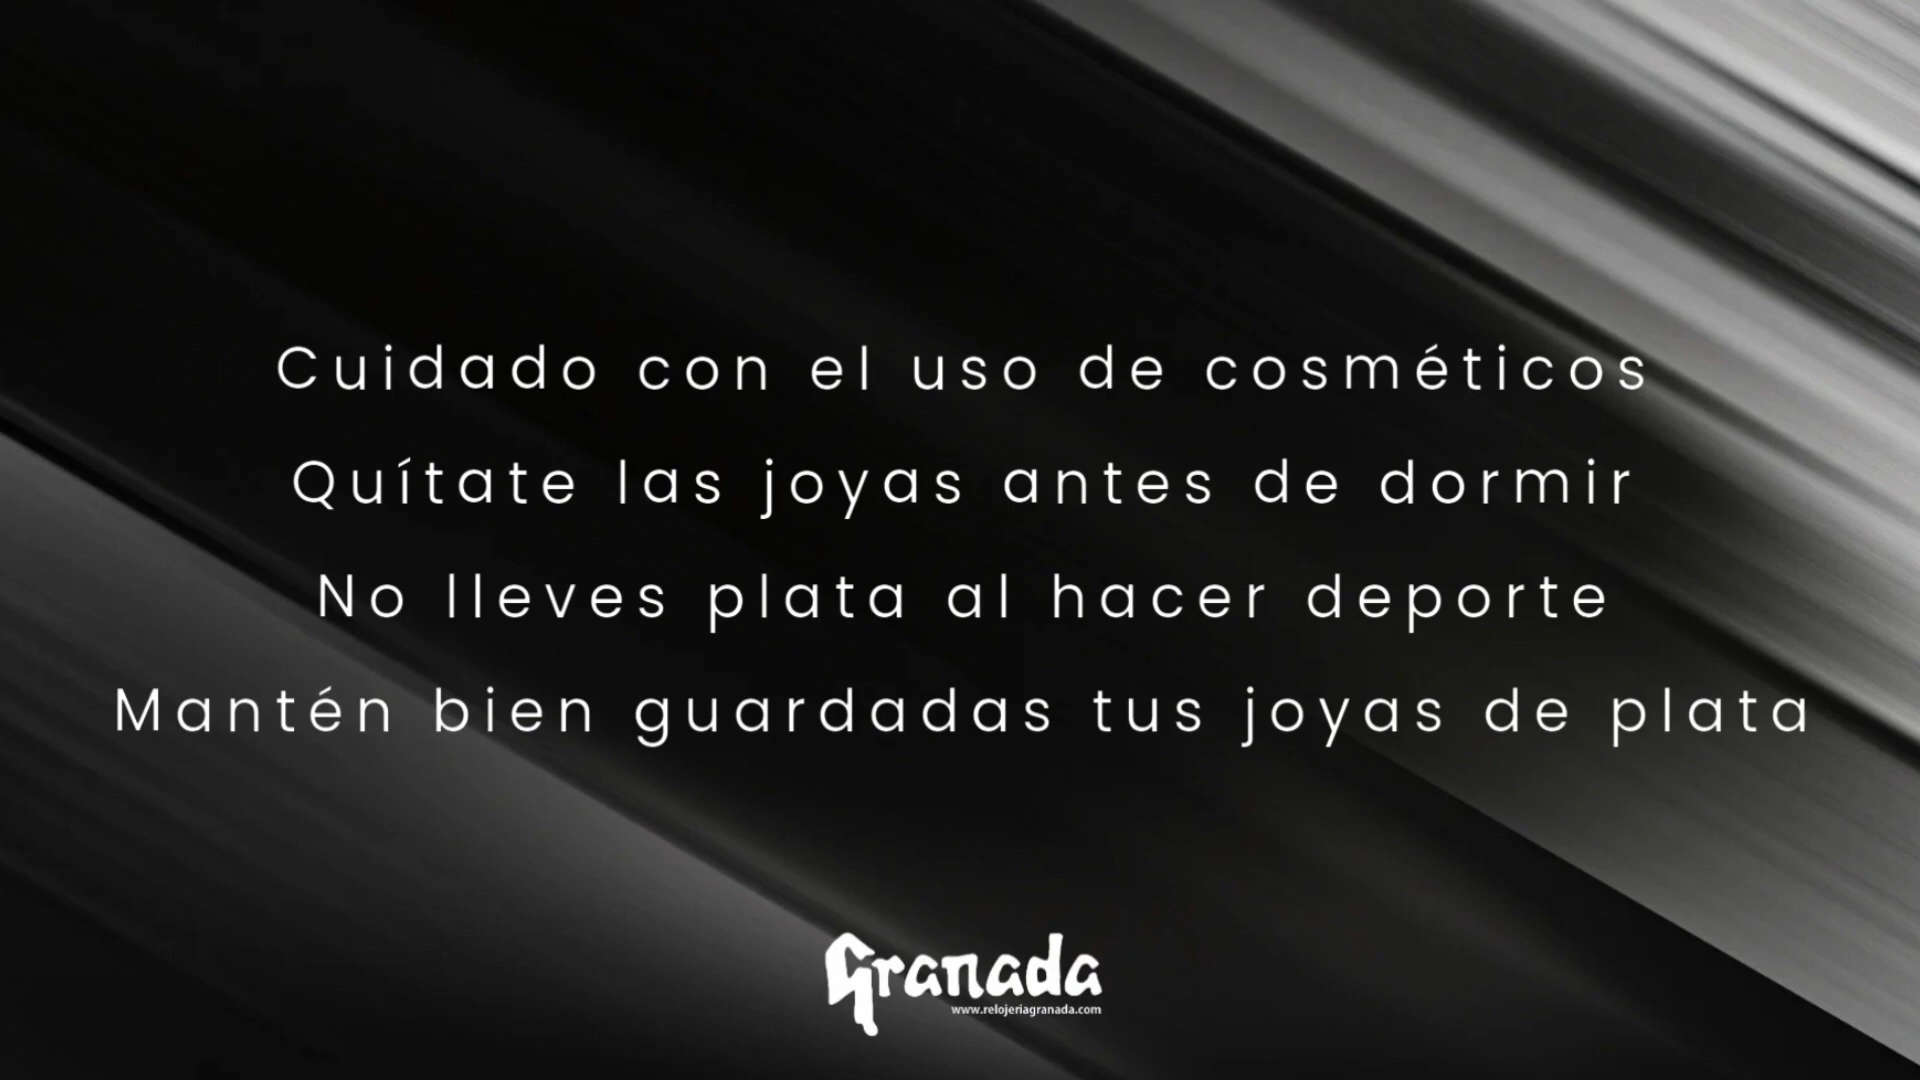 Cuidado con el uso de cosméticos
Quítate las joyas antes de dormir
No lleves plata al hacer deporte
Mantén bien guardadas tus joyas de plata
Granada
www.relojeriagranada.com